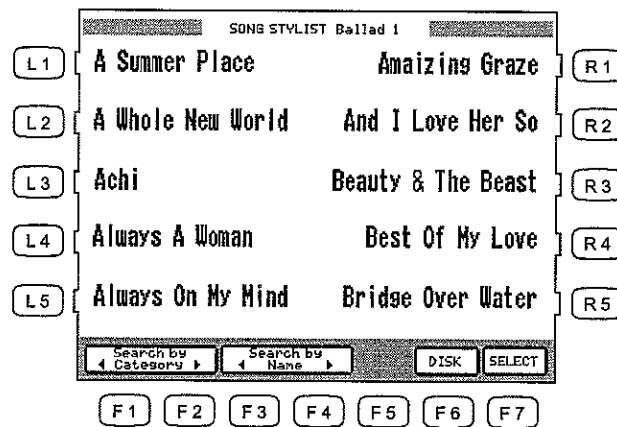 SONG STYLIST Ballad 1
L1 A Summer Place Amaizing Graze R1
L2 A Whole New World And I Love Her So R2
L3 Achi Beauty & The Beast R3
L4 Always A Woman Best Of My Love R4
L5 Always On My Mind Bridge Over Water R5
Search by Category Search by Name DISK SELECT
F1 F2 F3 F4 F5 F6 F7